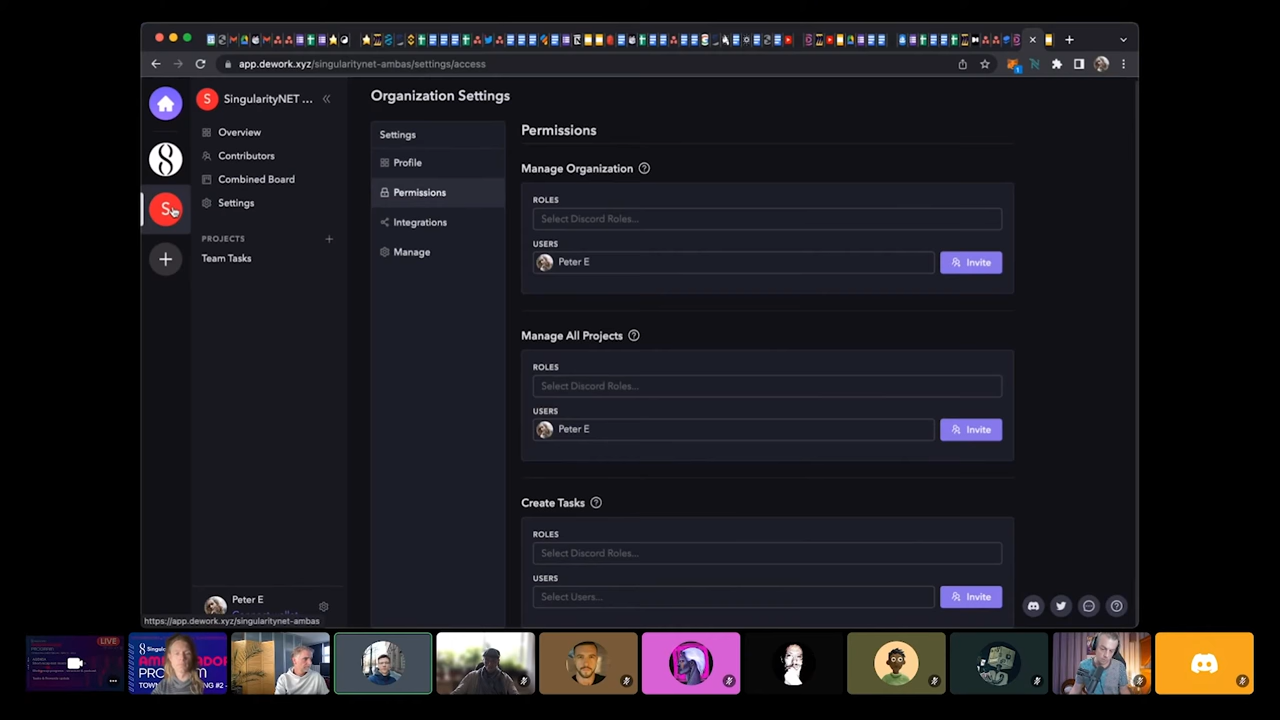 app.dework.xyz/singularitynet-ambas/settings/access
1
S
SingularityNET ...
Overview
Contributors
Combined Board
Settings
PROJECTS
Team Tasks
S
Peter E
https://app.dework.xyz/singularitynet-ambas
Organization Settings
Settings
Profile
Permissions
Integrations
Manage
Permissions
Manage Organization
ROLES
Select Discord Roles...
USERS
Peter E
Invite
Manage All Projects
ROLES
Select Discord Roles...
USERS
Peter E
Invite
Create Tasks
ROLES
Select Discord Roles...
USERS
Select Users...
Invite
LIVE
TOWN
#2